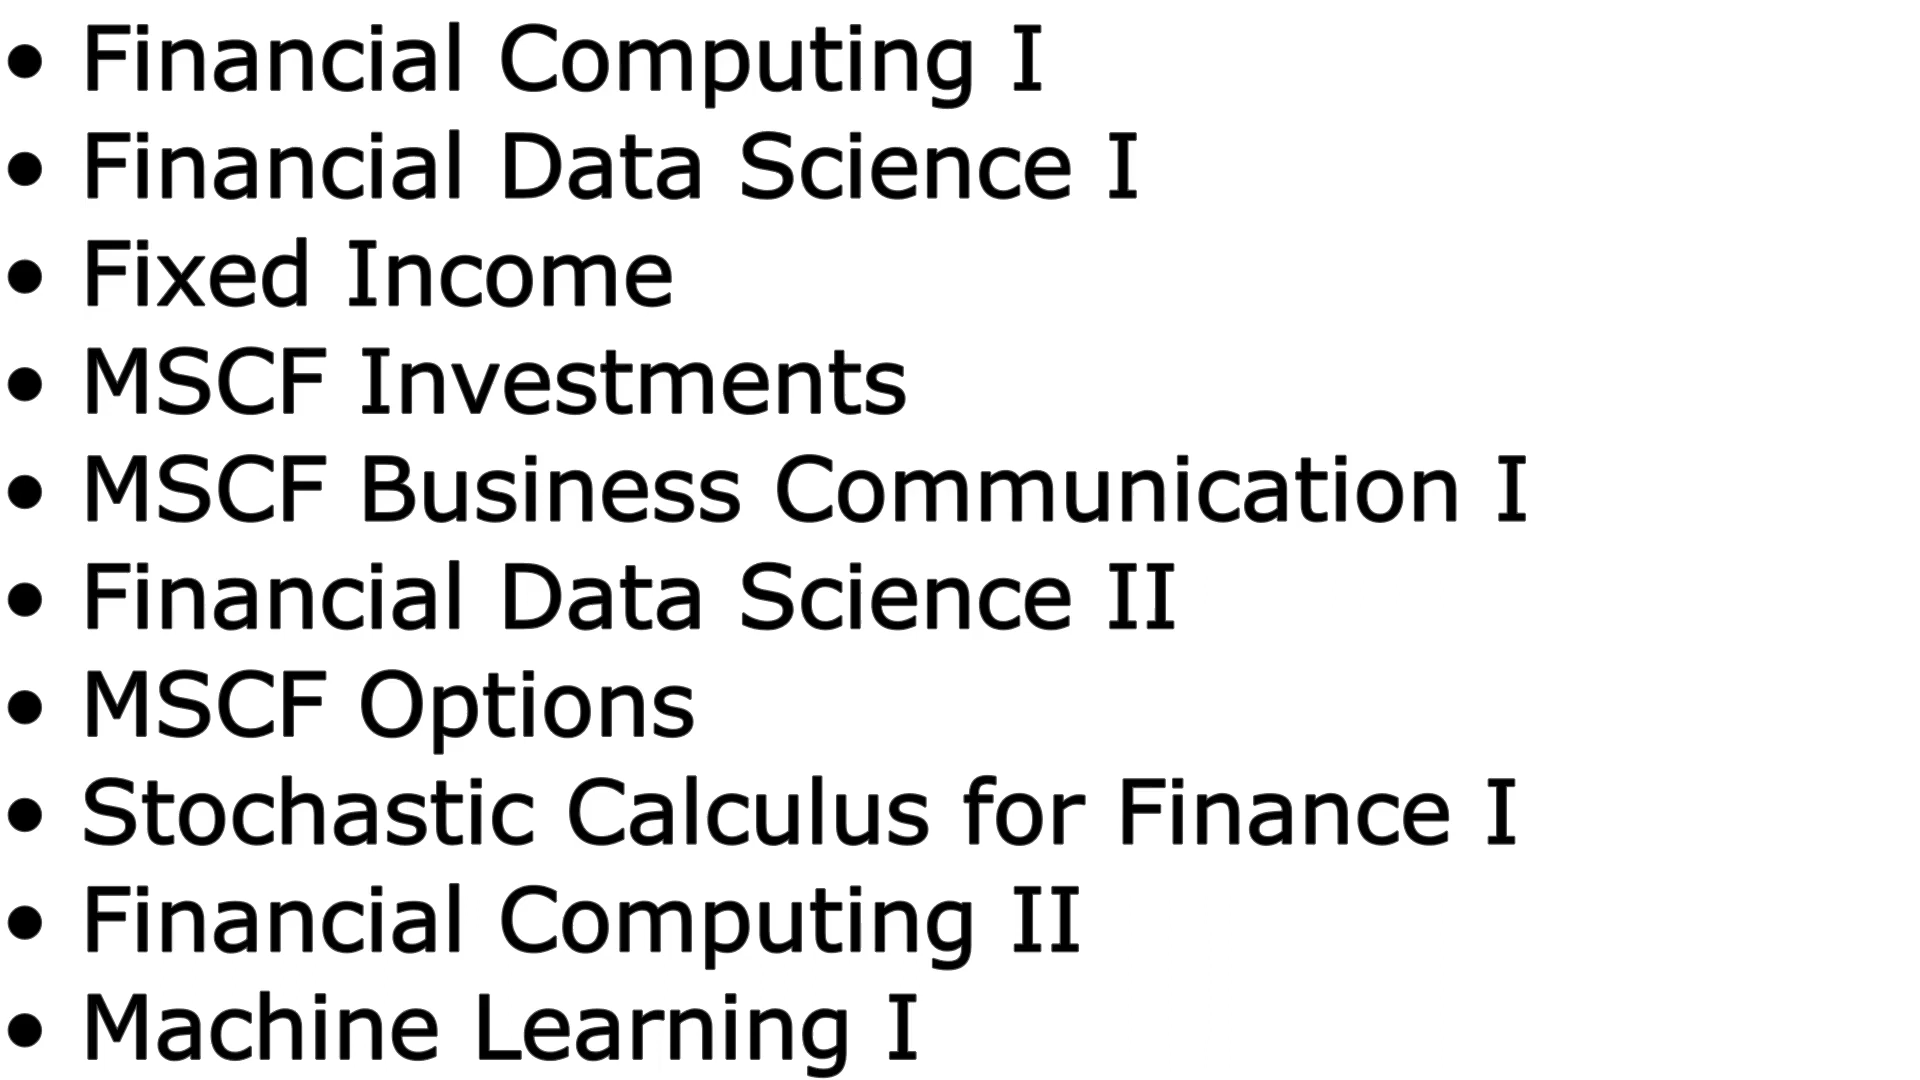 • Financial Computing I
• Financial Data Science I
• Fixed Income
• MSCF Investments
• MSCF Business Communication I
• Financial Data Science II
• MSCF Options
• Stochastic Calculus for Finance I
• Financial Computing II
• Machine Learning I